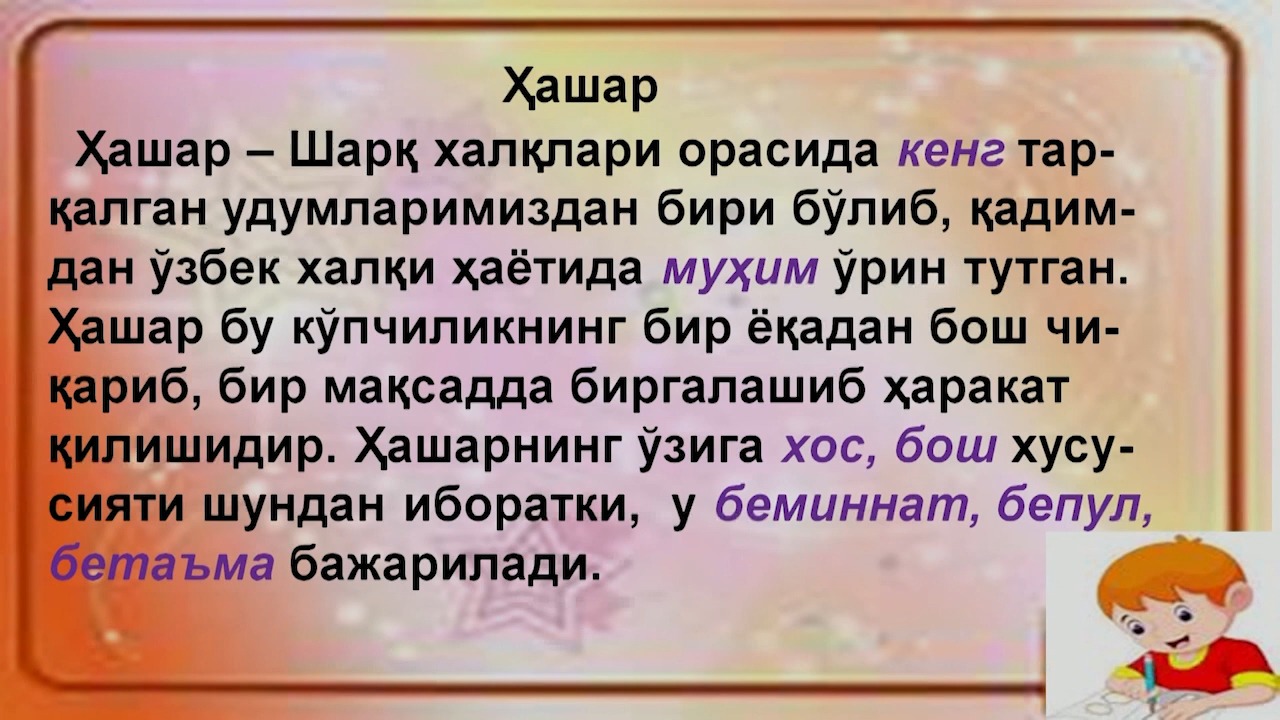 Ҳашар
Ҳашар – Шарқ халқлари орасида кенг тар-
қалган удумларимиздан бири бўлиб, қадим-
дан ўзбек халқи ҳаётида муҳим ўрин тутган.
Ҳашар бу кўпчиликнинг бир ёқадан бош чи-
қариб, бир мақсадда биргалашиб ҳаракат
қилишидир. Ҳашарнинг ўзига хос, бош хусу-
сияти шундан иборатки, у беминнат, бепул,
бетаъма бажарилади.